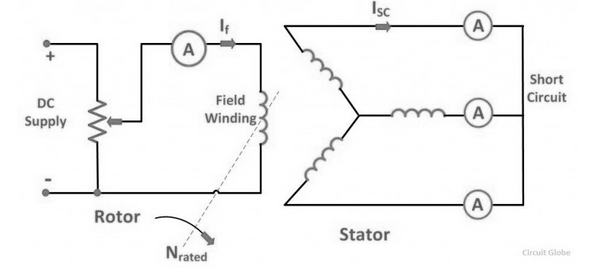 I_f
I_SC
A
A
+
DC
Supply
Field
Winding
Short
Circuit
A
-
A
Rotor
N_rated
Stator
Circuit Globe